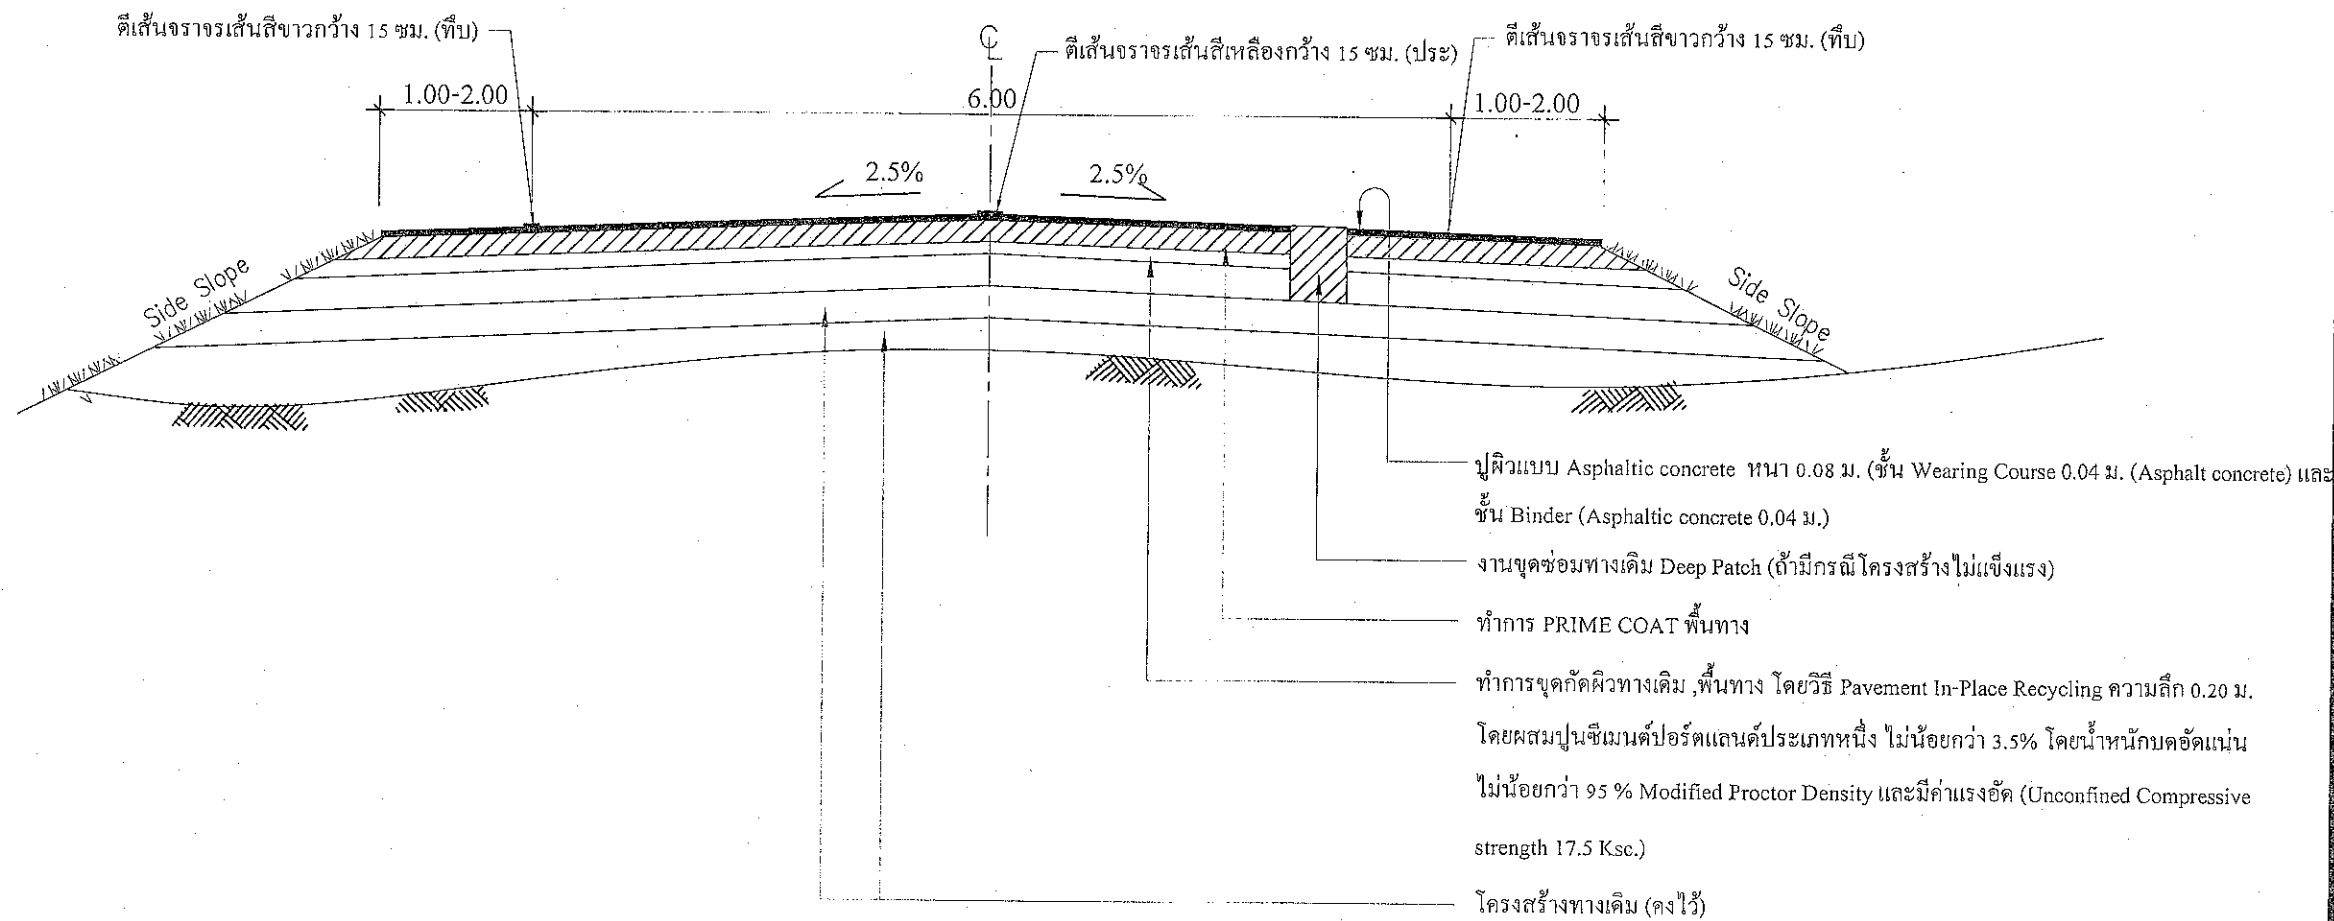 ตีเส้นจราจรเส้นสีขาวกว้าง 15 ซม. (ทึบ)
℄
ตีเส้นจราจรเส้นสีเหลืองกว้าง 15 ซม. (ประ)
ตีเส้นจราจรเส้นสีขาวกว้าง 15 ซม. (ทึบ)
1.00-2.00
6.00
1.00-2.00
2.5%
2.5%
Side Slope
Side Slope
ปูผิวแบบ Asphaltic concrete หนา 0.08 ม. (ชั้น Wearing Course 0.04 ม. (Asphalt concrete) และ
ชั้น Binder (Asphaltic concrete 0.04 ม.)
งานขุดซ่อมทางเดิม Deep Patch (ถ้ามีกรณีโครงสร้างไม่แข็งแรง)
ทำการ PRIME COAT พื้นทาง
ทำการขุดกัดผิวทางเดิม ,พื้นทาง โดยวิธี Pavement In-Place Recycling ความลึก 0.20 ม.
โดยผสมปูนซีเมนต์ปอร์ตแลนด์ประเภทหนึ่ง ไม่น้อยกว่า 3.5% โดยน้ำหนักบดอัดแน่น
ไม่น้อยกว่า 95 % Modified Proctor Density และมีค่าแรงอัด (Unconfined Compressive
strength 17.5 Ksc.)
โครงสร้างทางเดิม (คงไว้)